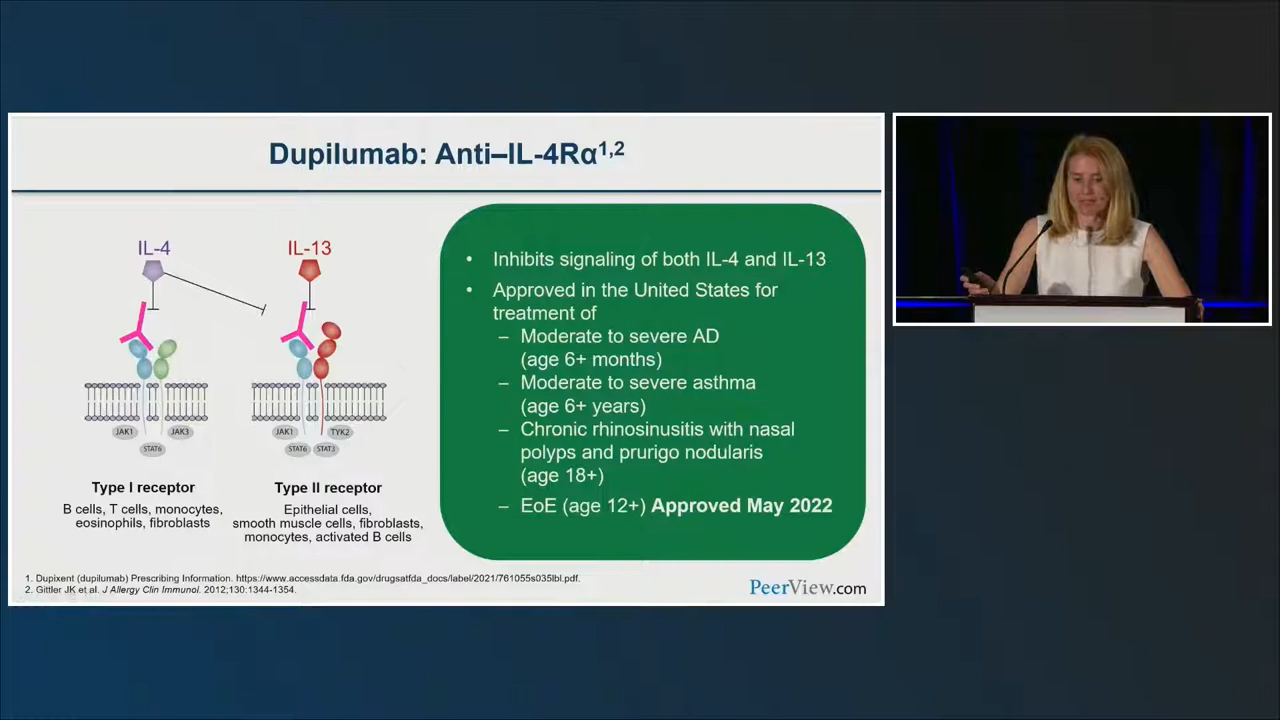 Dupilumab: Anti–IL-4Rα1,2
IL-4
IL-13
JAK1
JAK3
STAT6
JAK1
TYK2
STAT6
STAT3
Type I receptor
B cells, T cells, monocytes,
eosinophils, fibroblasts
Type II receptor
Epithelial cells,
smooth muscle cells, fibroblasts,
monocytes, activated B cells
• Inhibits signaling of both IL-4 and IL-13
• Approved in the United States for
treatment of
– Moderate to severe AD
(age 6+ months)
– Moderate to severe asthma
(age 6+ years)
– Chronic rhinosinusitis with nasal
polyps and prurigo nodularis
(age 18+)
– EoE (age 12+) Approved May 2022
1. Dupixent (dupilumab) Prescribing Information. https://www.accessdata.fda.gov/drugsatfda_docs/label/2021/761055s035lbl.pdf.
2. Gittler JK et al. J Allergy Clin Immunol. 2012;130:1344-1354.
PeerView.com